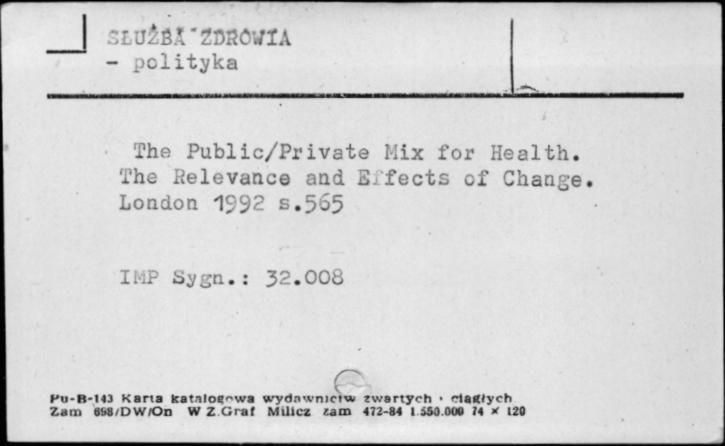 SŁUŻBA ZDROWIA
- polityka
The Public/Private Mix for Health.
The Relevance and Effects of Change.
London 1992 s.565
IMP Sygn.: 32.008
Pu-B-143 Karta katalogowa wydawnictw zwartych · ciągłych
Zam 698/DW/On W Z.Graf Milicz zam 472-84 1.550.000 74 × 120